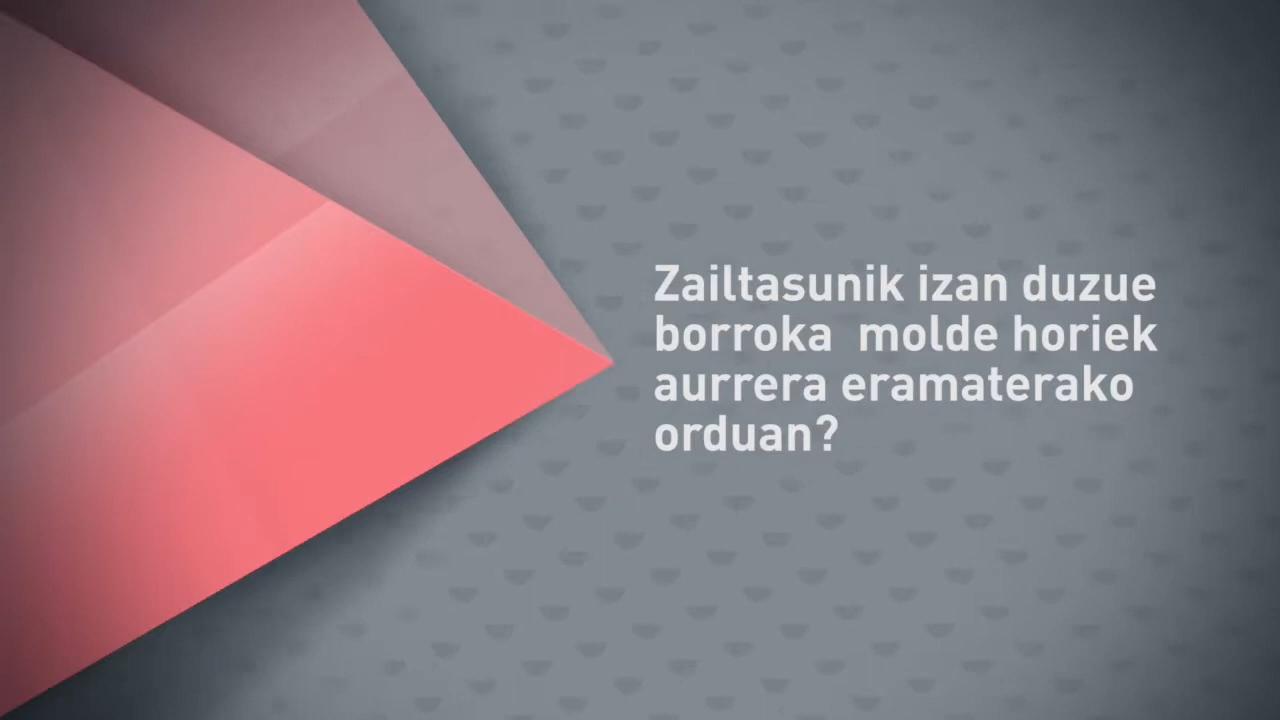 Zailtasunik izan duzue
borroka  molde horiek
aurrera eramaterako
orduan?